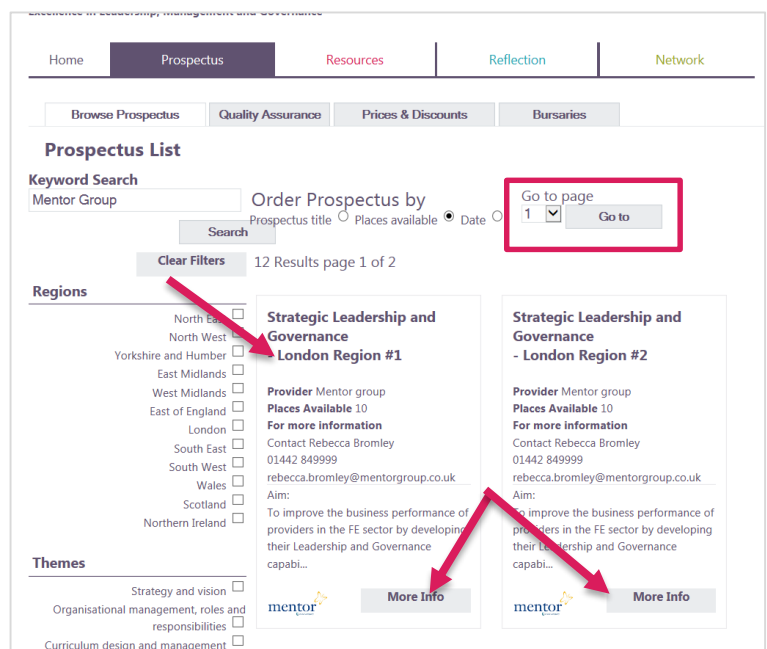 Excellence in Leadership, Management and Governance
Home Prospectus Resources Reflection Network
Browse Prospectus Quality Assurance Prices & Discounts Bursaries
Prospectus List
Keyword Search
Mentor Group
Search
Order Prospectus by
Prospectus title Places available Date
Go to page
1 Go to
Clear Filters
12 Results page 1 of 2
Regions
North East
North West
Yorkshire and Humber
East Midlands
West Midlands
East of England
London
South East
South West
Wales
Scotland
Northern Ireland
Themes
Strategy and vision
Organisational management, roles and
responsibilities
Curriculum design and management
Strategic Leadership and
Governance
- London Region #1
Provider Mentor group
Places Available 10
For more information
Contact Rebecca Bromley
01442 849999
rebecca.bromley@mentorgroup.co.uk
Aim:
To improve the business performance of
providers in the FE sector by developing
their Leadership and Governance
capabi...
mentor
More Info
Strategic Leadership and
Governance
- London Region #2
Provider Mentor group
Places Available 10
For more information
Contact Rebecca Bromley
01442 849999
rebecca.bromley@mentorgroup.co.uk
Aim:
To improve the business performance of
providers in the FE sector by developing
their Leadership and Governance
capabi...
mentor
More Info